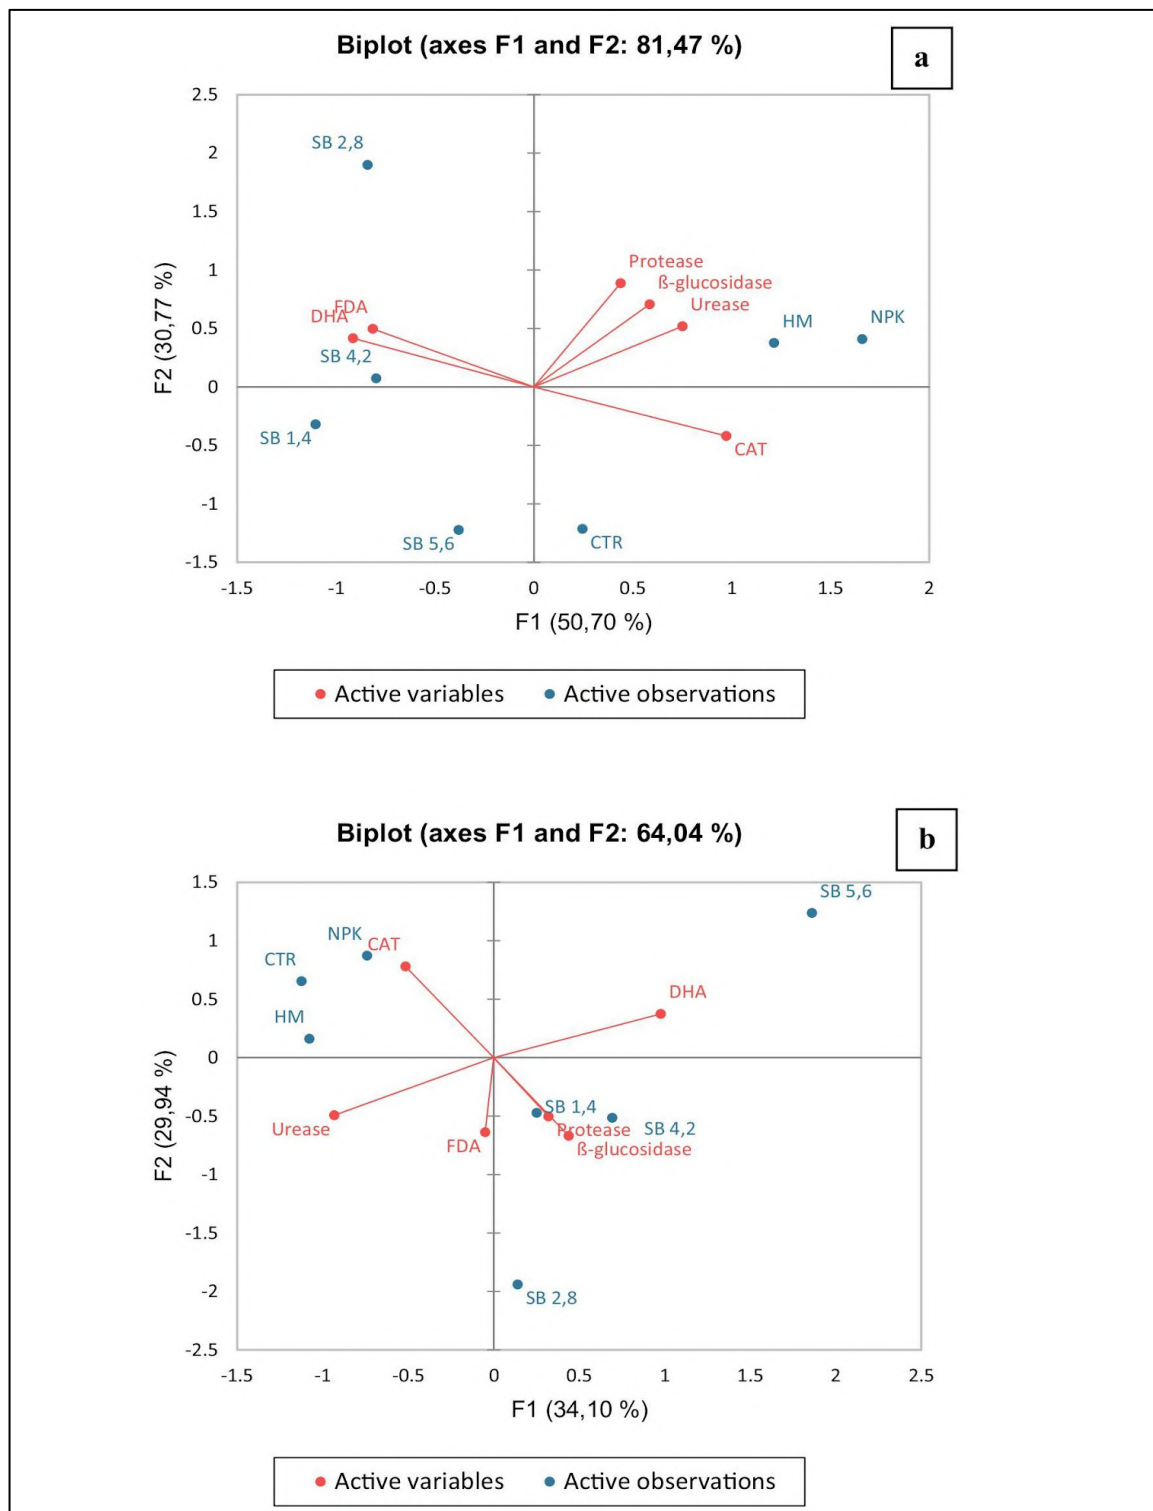 Biplot (axes F1 and F2: 81,47 %)
a
2.5
SB 2,8
2
1.5
1
Protease
ß-glucosidase
FDA
Urease
DHA
0.5
HM
NPK
SB 4,2
0
SB 1,4
-0.5
CAT
-1
SB 5,6
CTR
-1.5
F2 (30,77 %)
-1.5 -1 -0.5 0 0.5 1 1.5 2
F1 (50,70 %)
Active variables Active observations
Biplot (axes F1 and F2: 64,04 %)
b
1.5
SB 5,6
NPK
CAT
1
CTR
DHA
0.5
HM
0
SB 1,4
-0.5
Urease
Protease
SB 4,2
FDA
ß-glucosidase
-1
-1.5
-2
SB 2,8
-2.5
F2 (29,94 %)
-1.5 -1 -0.5 0 0.5 1 1.5 2 2.5
F1 (34,10 %)
Active variables Active observations